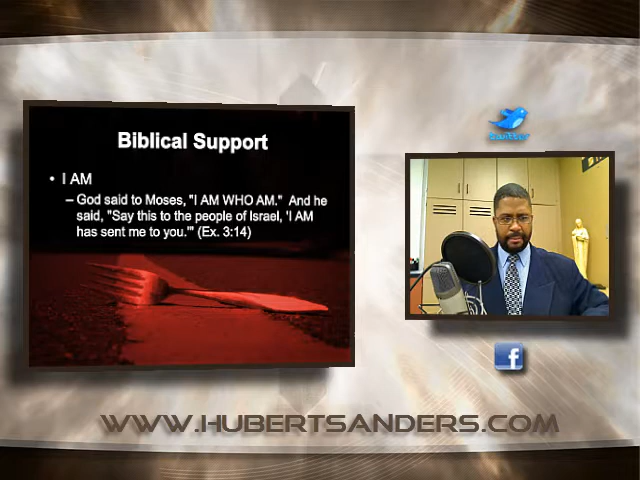 Biblical Support
• I AM
– God said to Moses, "I AM WHO AM." And he
said, "Say this to the people of Israel, 'I AM
has sent me to you.'" (Ex. 3:14)
f
WWW.HUBERTSANDERS.COM